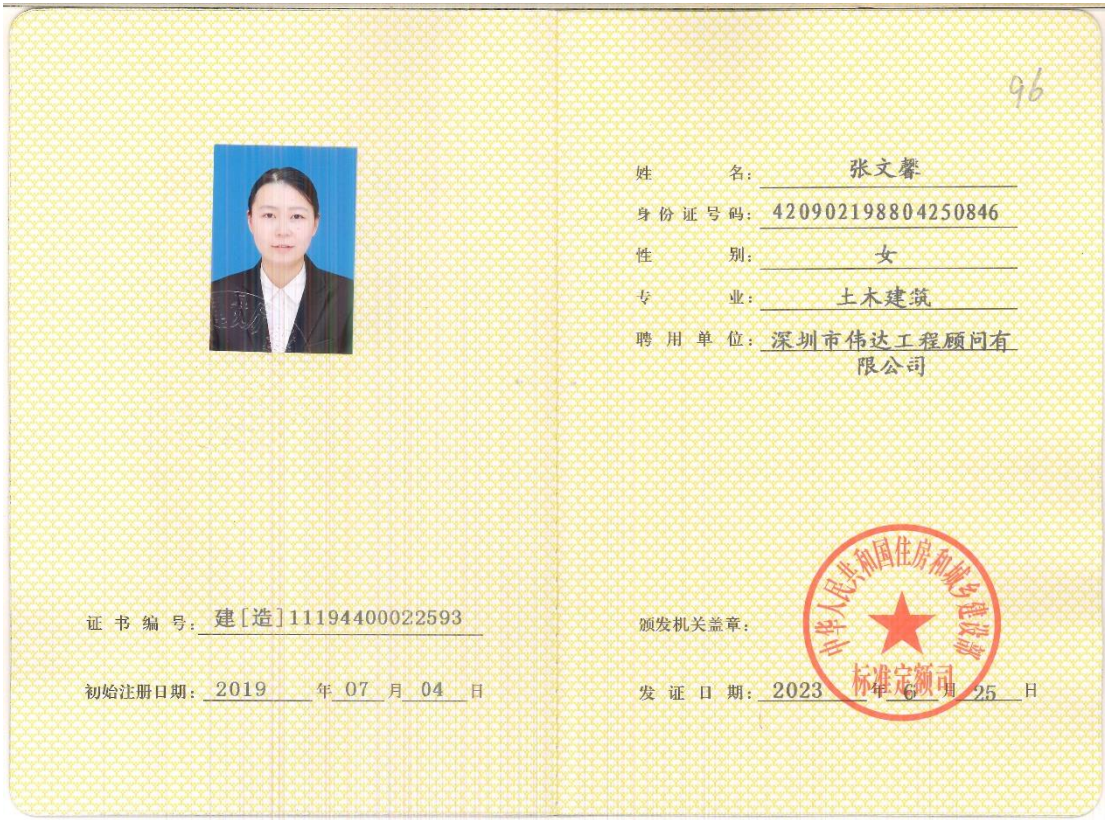 96
姓名: 张文馨
身份证号码: 420902198804250846
性别: 女
专业: 土木建筑
聘用单位: 深圳市伟达工程顾问有
限公司
证书编号: 建[造]11194400022593
初始注册日期: 2019 年 07 月 04 日
颁发机关盖章:
中华人民共和国住房和城乡建设部
标准定额司
发证日期: 2023 年 6 月 25 日